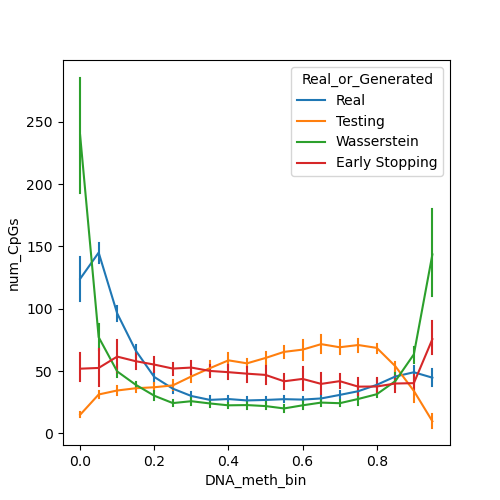 Real_or_Generated
Real
Testing
Wasserstein
Early Stopping
250
200
150
100
50
0
num_CpGs
0.0 0.2 0.4 0.6 0.8
DNA_meth_bin